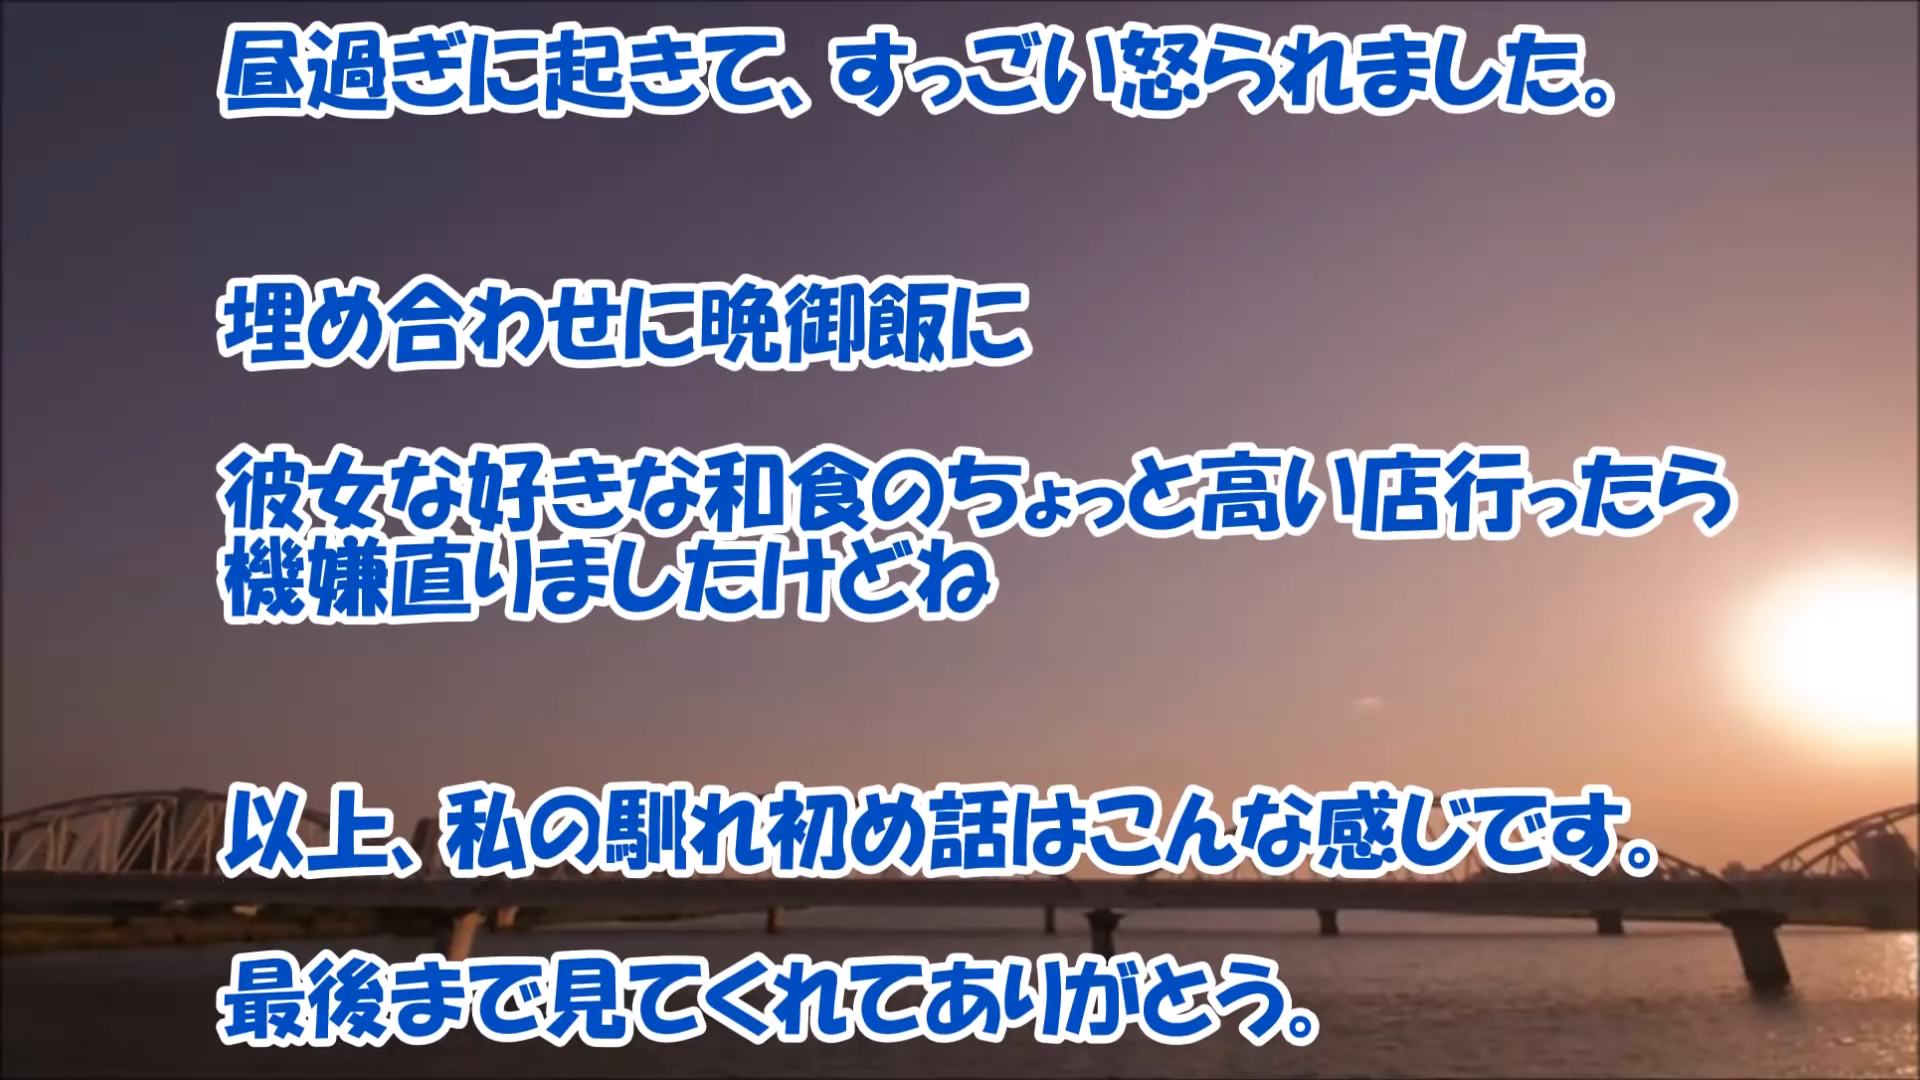 昼過ぎに起きて、すっごい怒られました。
埋め合わせに晩御飯に
彼女な好きな和食のちょっと高い店行ったら
機嫌直りましたけどね
以上、私の馴れ初め話はこんな感じです。
最後まで見てくれてありがとう。